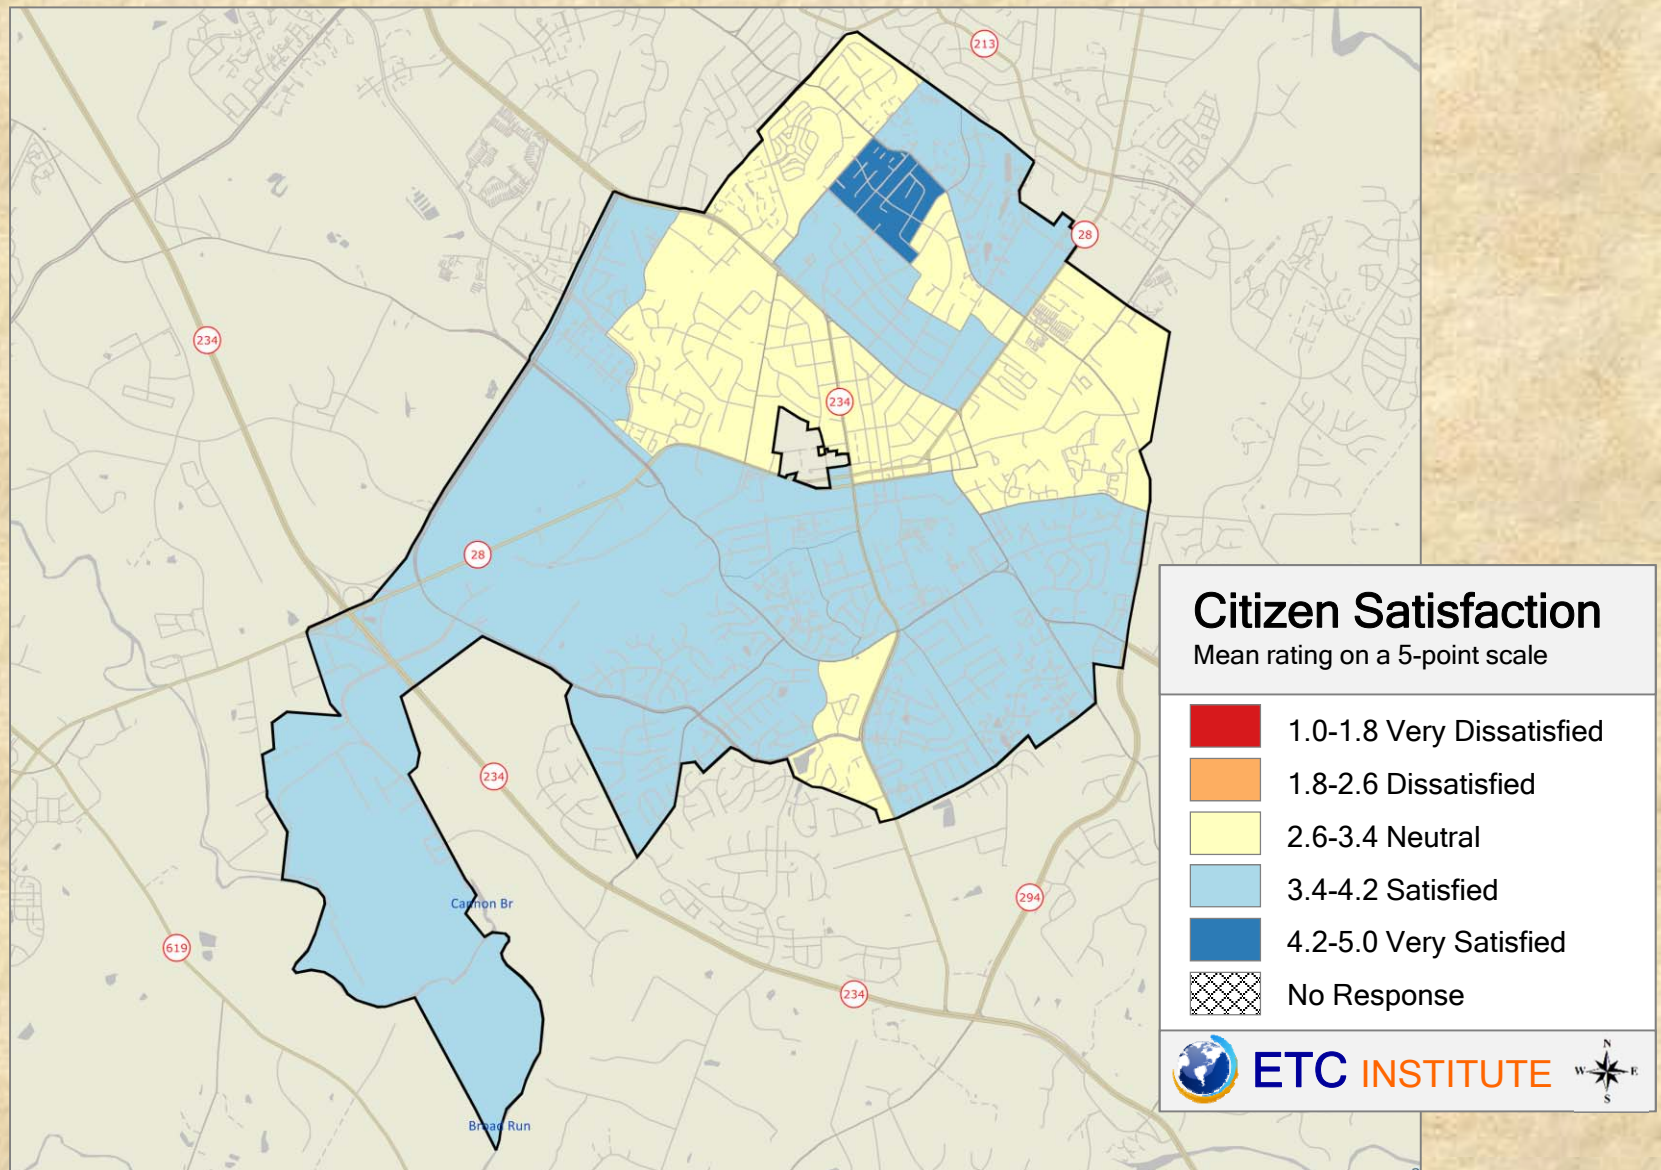 213
28
234
234
28
Citizen Satisfaction
Mean rating on a 5-point scale
1.0-1.8 Very Dissatisfied
1.8-2.6 Dissatisfied
2.6-3.4 Neutral
3.4-4.2 Satisfied
4.2-5.0 Very Satisfied
No Response
234
294
Cannon Br
619
234
ETC INSTITUTE
N
W
E
S
Broad Run